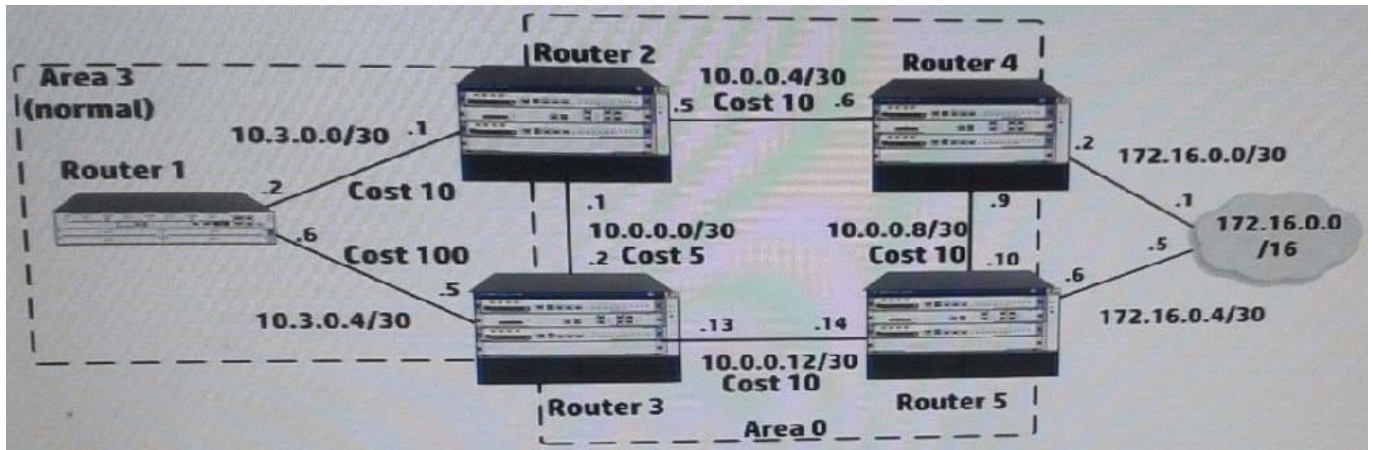 Area 3
(normal)
Router 1
10.3.0.0/30
.1
.2
Cost 10
.6
Cost 100
.5
10.3.0.4/30
Router 2
.5
10.0.0.4/30
Cost 10
.6
Router 4
.1
10.0.0.0/30
.2 Cost 5
.9
10.0.0.8/30
Cost 10
.10
.2
172.16.0.0/30
.1
172.16.0.0
/16
.5
.6
172.16.0.4/30
.13
.14
10.0.0.12/30
Cost 10
Router 3
Router 5
Area 0